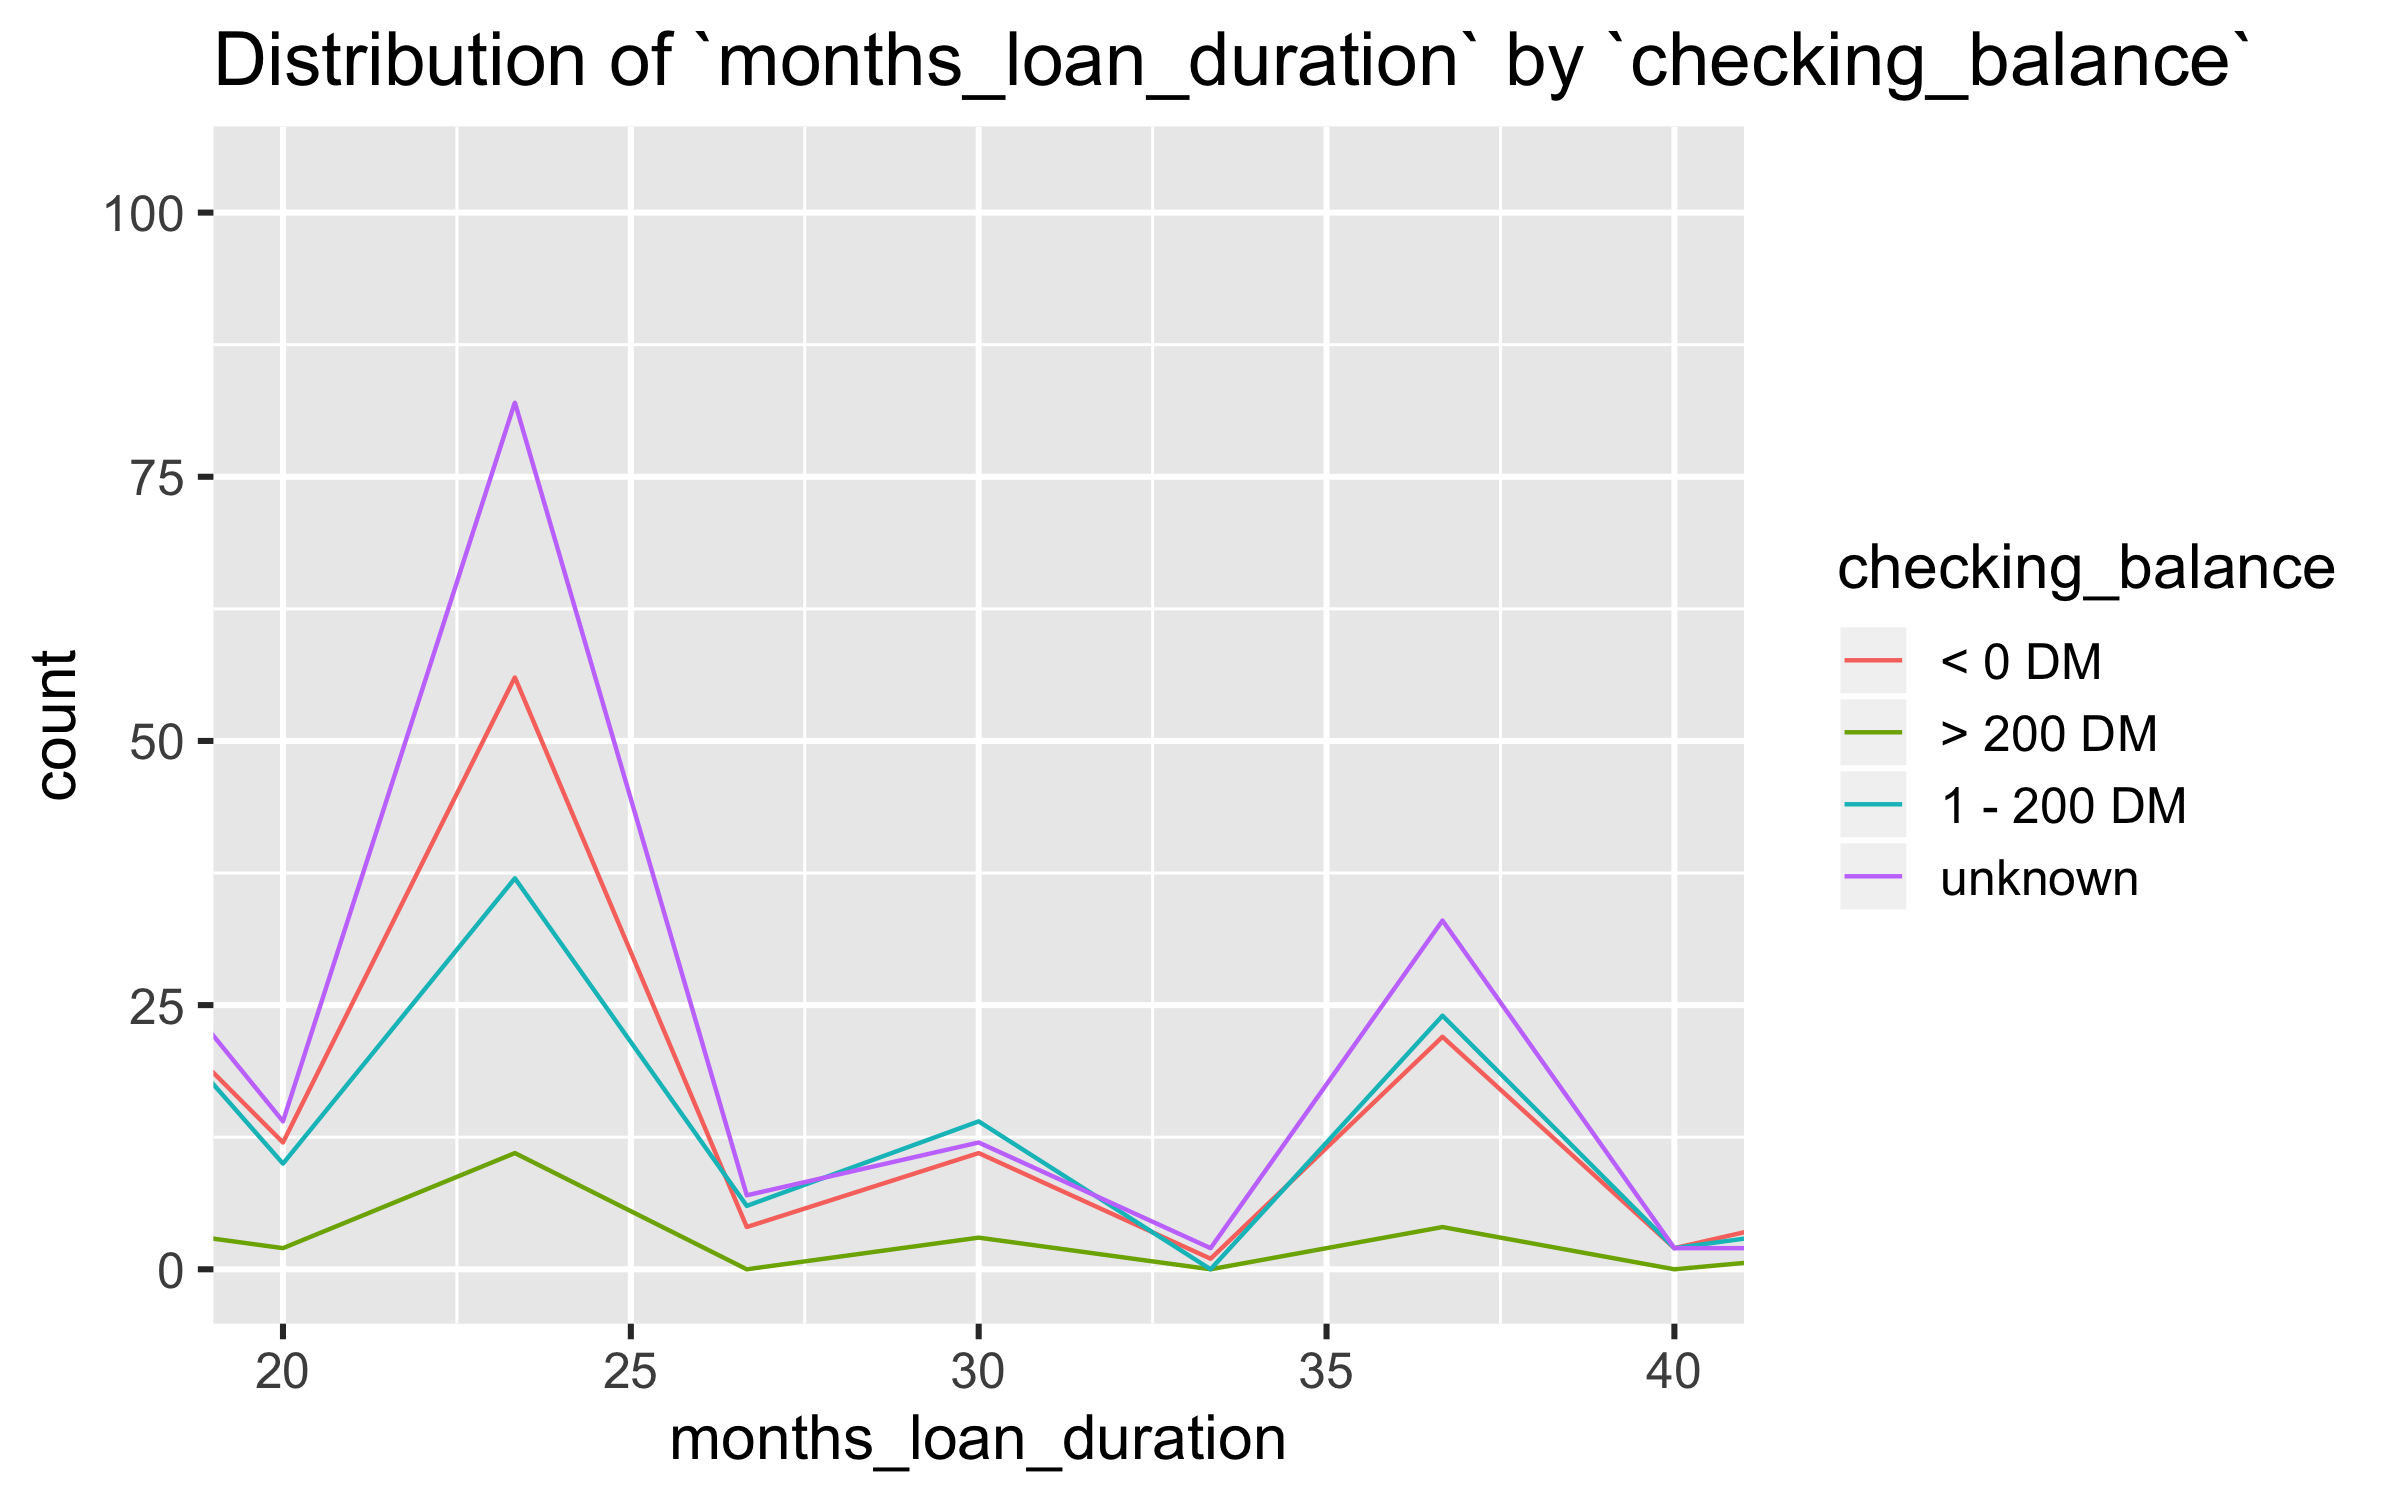 Distribution of `months_loan_duration` by `checking_balance`
100
75
50
25
0
count
20 25 30 35 40
months_loan_duration
checking_balance
< 0 DM
> 200 DM
1 - 200 DM
unknown